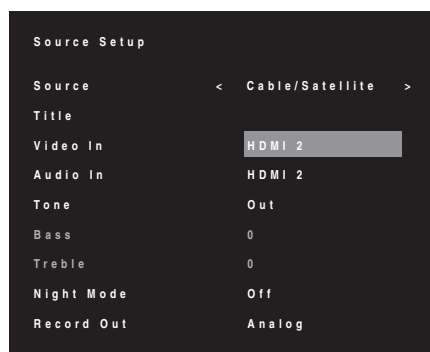 Source Setup
Source < Cable/Satellite >
Title
Video In HDMI 2
Audio In HDMI 2
Tone Out
Bass 0
Treble 0
Night Mode Off
Record Out Analog